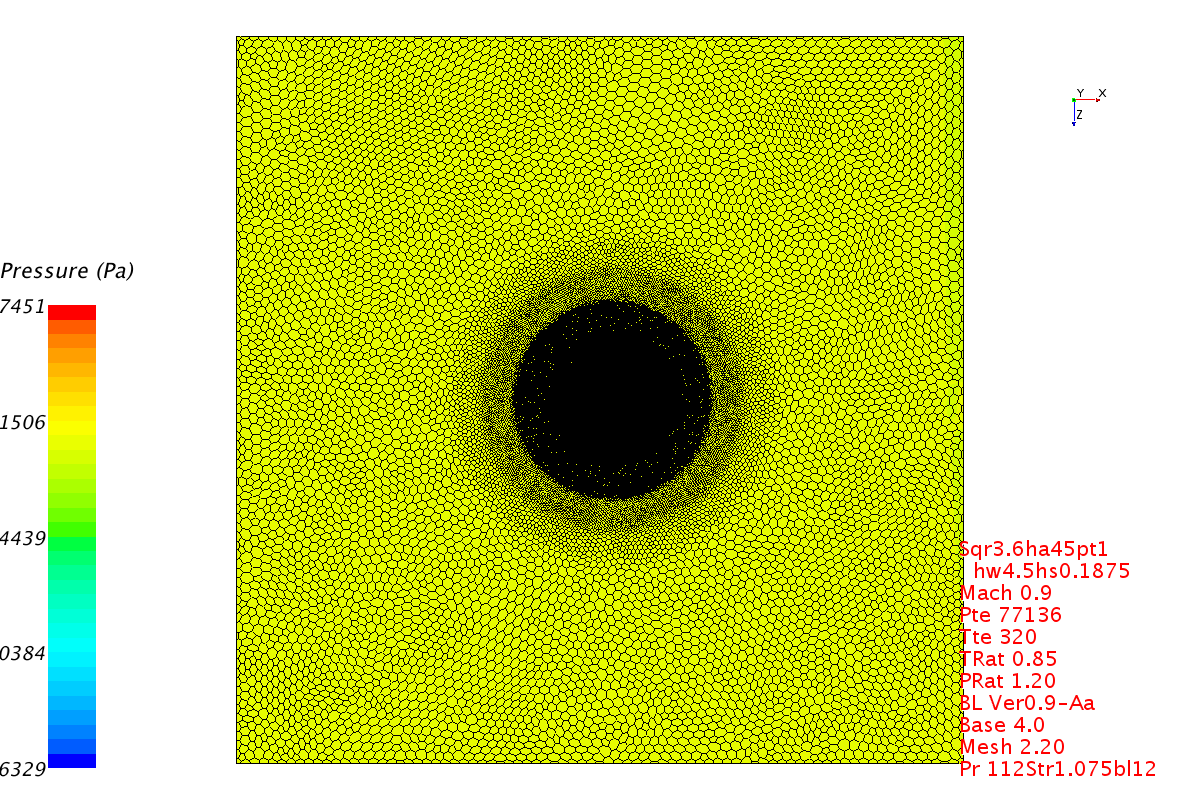 Y X
Z
Pressure (Pa)
7451
1506
4439
0384
6329
Sqr3.6ha45pt1
hw4.5hs0.1875
Mach 0.9
Pte 77136
Tte 320
TRat 0.85
PRat 1.20
BL Ver0.9-Aa
Base 4.0
Mesh 2.20
Pr 112Str1.075bl12